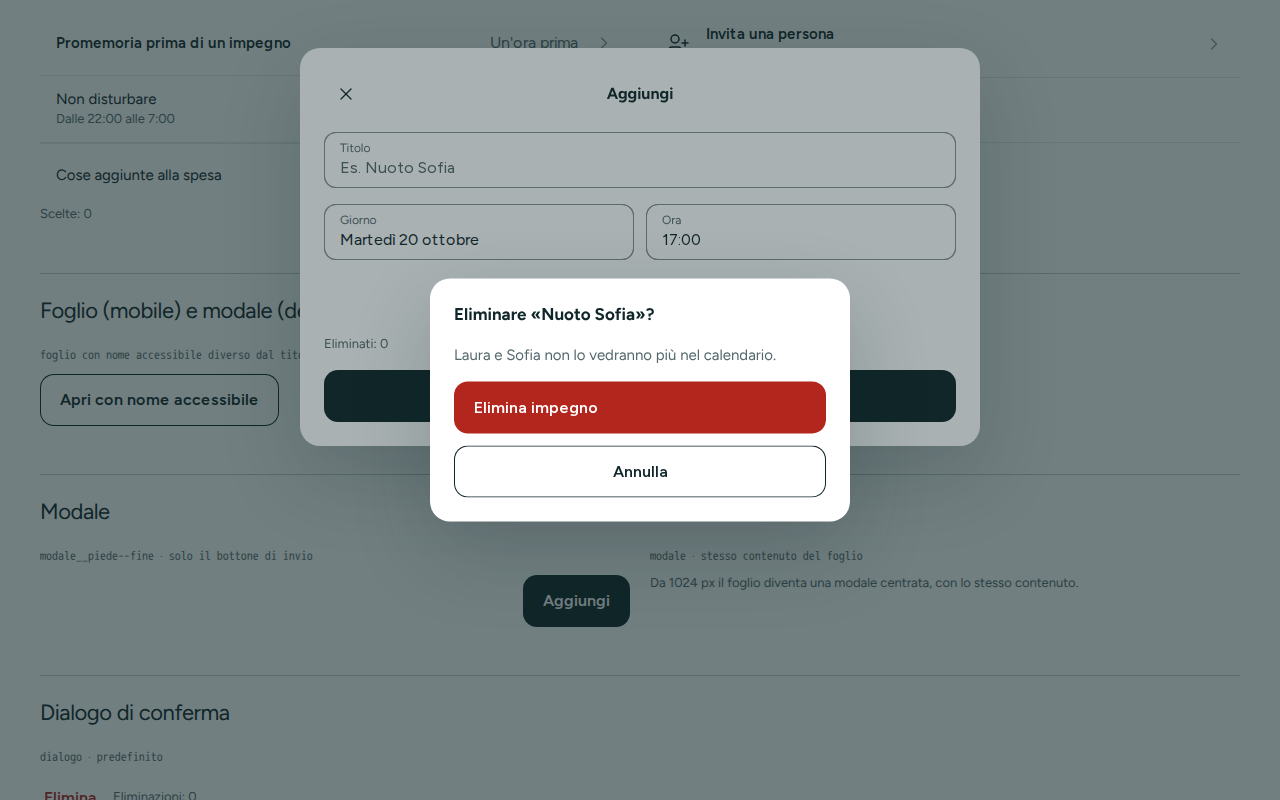 Promemoria prima di un impegno
Un'ora prima
Invita una persona
Non disturbare
Dalle 22:00 alle 7:00
Cose aggiunte alla spesa
Scelte: 0
Aggiungi
Titolo
Es. Nuoto Sofia
Giorno
Martedì 20 ottobre
Ora
17:00
Eliminati: 0
Eliminare «Nuoto Sofia»?
Laura e Sofia non lo vedranno più nel calendario.
Elimina impegno
Annulla
Foglio (mobile) e modale (de
foglio con nome accessibile diverso dal tito
Apri con nome accessibile
Modale
modale__piede--fine · solo il bottone di invio
Aggiungi
modale · stesso contenuto del foglio
Da 1024 px il foglio diventa una modale centrata, con lo stesso contenuto.
Dialogo di conferma
dialogo · predefinito
Elimina
Eliminazioni: 0